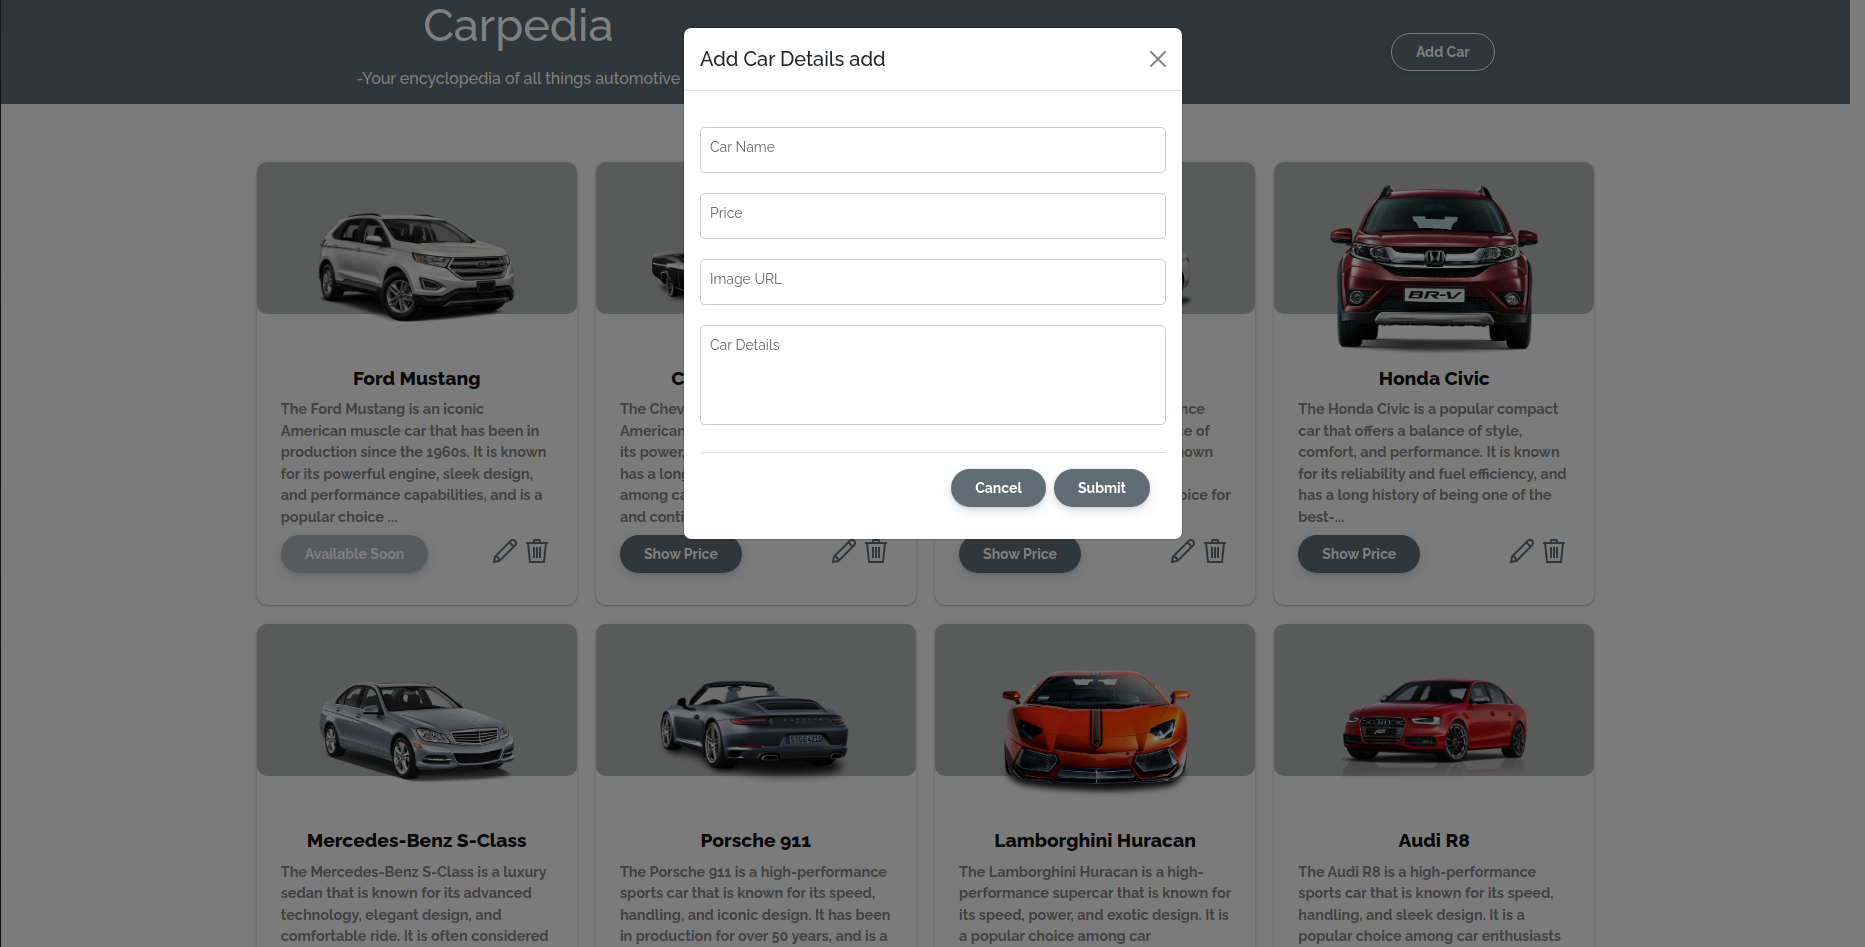 Carpedia
-Your encyclopedia of all things automotive
Add Car
Add Car Details add
Car Name
Price
Image URL
Car Details
Cancel
Submit
Ford Mustang
The Ford Mustang is an iconic
American muscle car that has been in
production since the 1960s. It is known
for its powerful engine, sleek design,
and performance capabilities, and is a
popular choice ...
Available Soon
C
The Chev
American
its power,
has a long
among ca
and conti
Show Price
nce
e of
own
oice for
Show Price
BR-V
Honda Civic
The Honda Civic is a popular compact
car that offers a balance of style,
comfort, and performance. It is known
for its reliability and fuel efficiency, and
has a long history of being one of the
best-...
Show Price
Mercedes-Benz S-Class
The Mercedes-Benz S-Class is a luxury
sedan that is known for its advanced
technology, elegant design, and
comfortable ride. It is often considered
PORSCHE
Porsche 911
The Porsche 911 is a high-performance
sports car that is known for its speed,
handling, and iconic design. It has been
in production for over 50 years, and is a
Lamborghini Huracan
The Lamborghini Huracan is a high-
performance supercar that is known for
its speed, power, and exotic design. It is
a popular choice among car
Audi R8
The Audi R8 is a high-performance
sports car that is known for its speed,
handling, and sleek design. It is a
popular choice among car enthusiasts